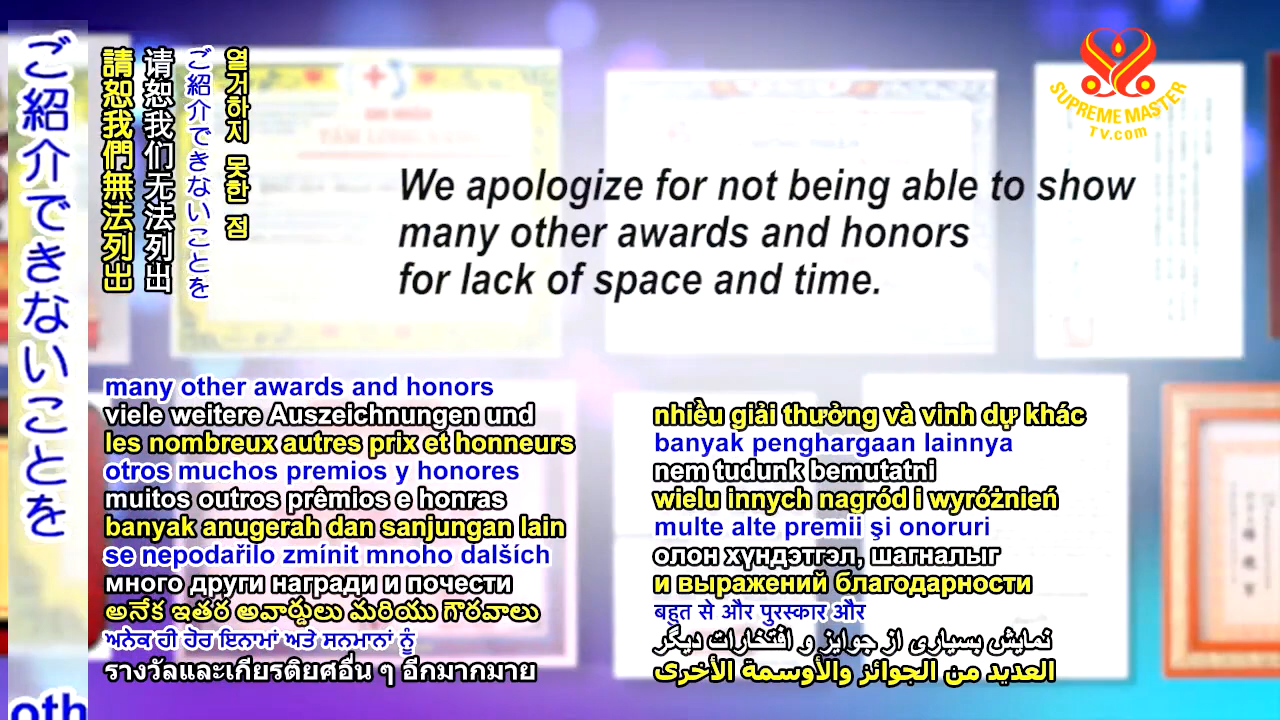 ご紹介できないことを
oth
請恕我們無法列出
请恕我们无法列出
ご紹介できないことを
열거하지 못한 점
SUPREME MASTER
TV.com
We apologize for not being able to show
many other awards and honors
for lack of space and time.
many other awards and honors
viele weitere Auszeichnungen und
les nombreux autres prix et honneurs
otros muchos premios y honores
muitos outros prêmios e honras
banyak anugerah dan sanjungan lain
se nepodařilo zmínit mnoho dalších
много други награди и почести
అనేక ఇతర అవార్డులు మరియు గౌరవాలు
ਅਨੇਕ ਹੀ ਹੋਰ ਇਨਾਮਾਂ ਅਤੇ ਸਨਮਾਨਾਂ ਨੂੰ
รางวัลและเกียรติยศอื่น ๆ อีกมากมาย
nhiều giải thưởng và vinh dự khác
banyak penghargaan lainnya
nem tudunk bemutatni
wielu innych nagród i wyróżnień
multe alte premii şi onoruri
олон хүндэтгэл, шагналыг
и выражений благодарности
बहुत से और पुरस्कार और
نمایش بسیاری از جوایز و افتخارات دیگر
العديد من الجوائز والأوسمة الأخرى